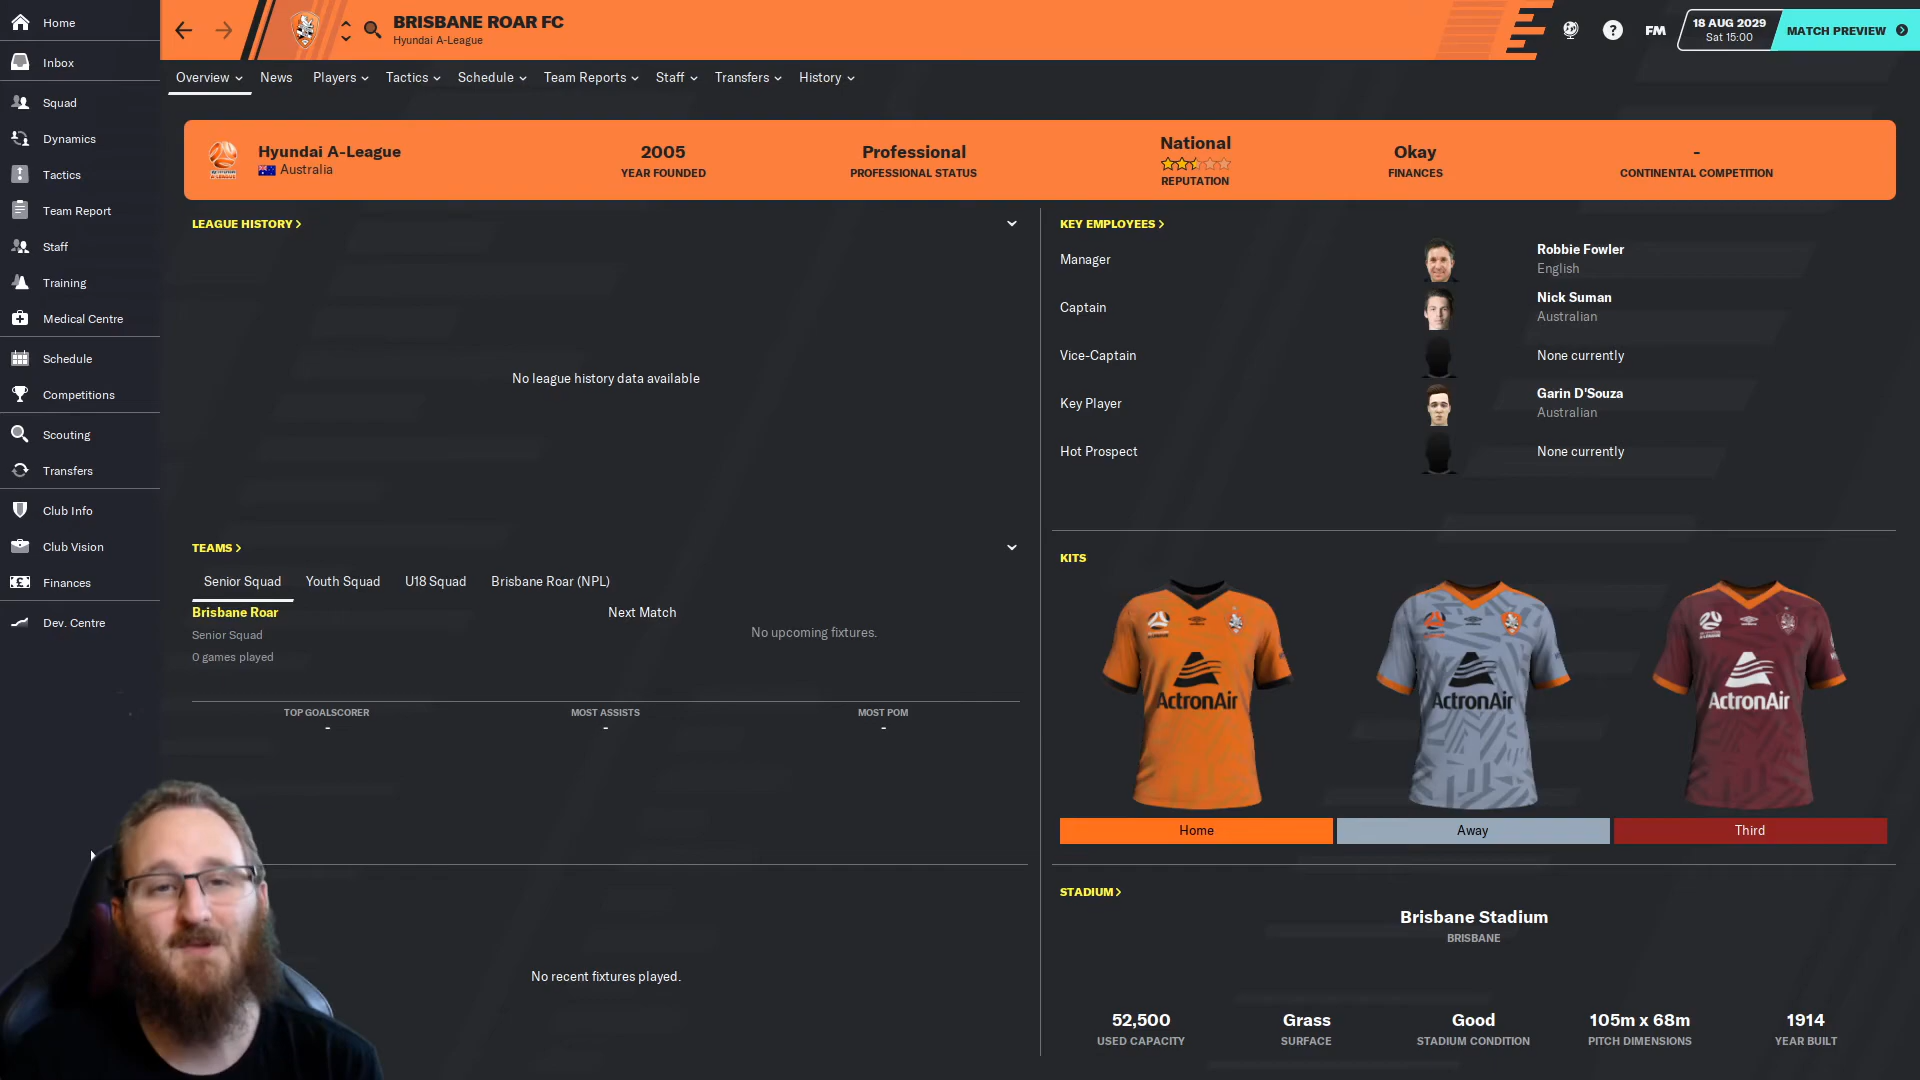 Home
Inbox
Squad
Dynamics
Tactics
Team Report
Staff
Training
Medical Centre
Schedule
Competitions
Scouting
Transfers
Club Info
Club Vision
Finances
Dev. Centre
BRISBANE ROAR FC
Hyundai A-League
FM
18 AUG 2029
Sat 15:00
MATCH PREVIEW
Overview News Players Tactics Schedule Team Reports Staff Transfers History
Hyundai A-League
Australia
2005
YEAR FOUNDED
Professional
PROFESSIONAL STATUS
National
REPUTATION
Okay
FINANCES
-
CONTINENTAL COMPETITION
LEAGUE HISTORY >
No league history data available
KEY EMPLOYEES >
Manager
Robbie Fowler
English
Captain
Nick Suman
Australian
Vice-Captain
None currently
Key Player
Garin D'Souza
Australian
Hot Prospect
None currently
TEAMS >
Senior Squad Youth Squad U18 Squad Brisbane Roar (NPL)
Brisbane Roar
Senior Squad
0 games played
Next Match
No upcoming fixtures.
TOP GOALSCORER
-
MOST ASSISTS
-
MOST POM
-
No recent fixtures played.
KITS
ActronAir
ActronAir
ActronAir
Home
Away
Third
STADIUM >
Brisbane Stadium
BRISBANE
52,500
USED CAPACITY
Grass
SURFACE
Good
STADIUM CONDITION
105m x 68m
PITCH DIMENSIONS
1914
YEAR BUILT